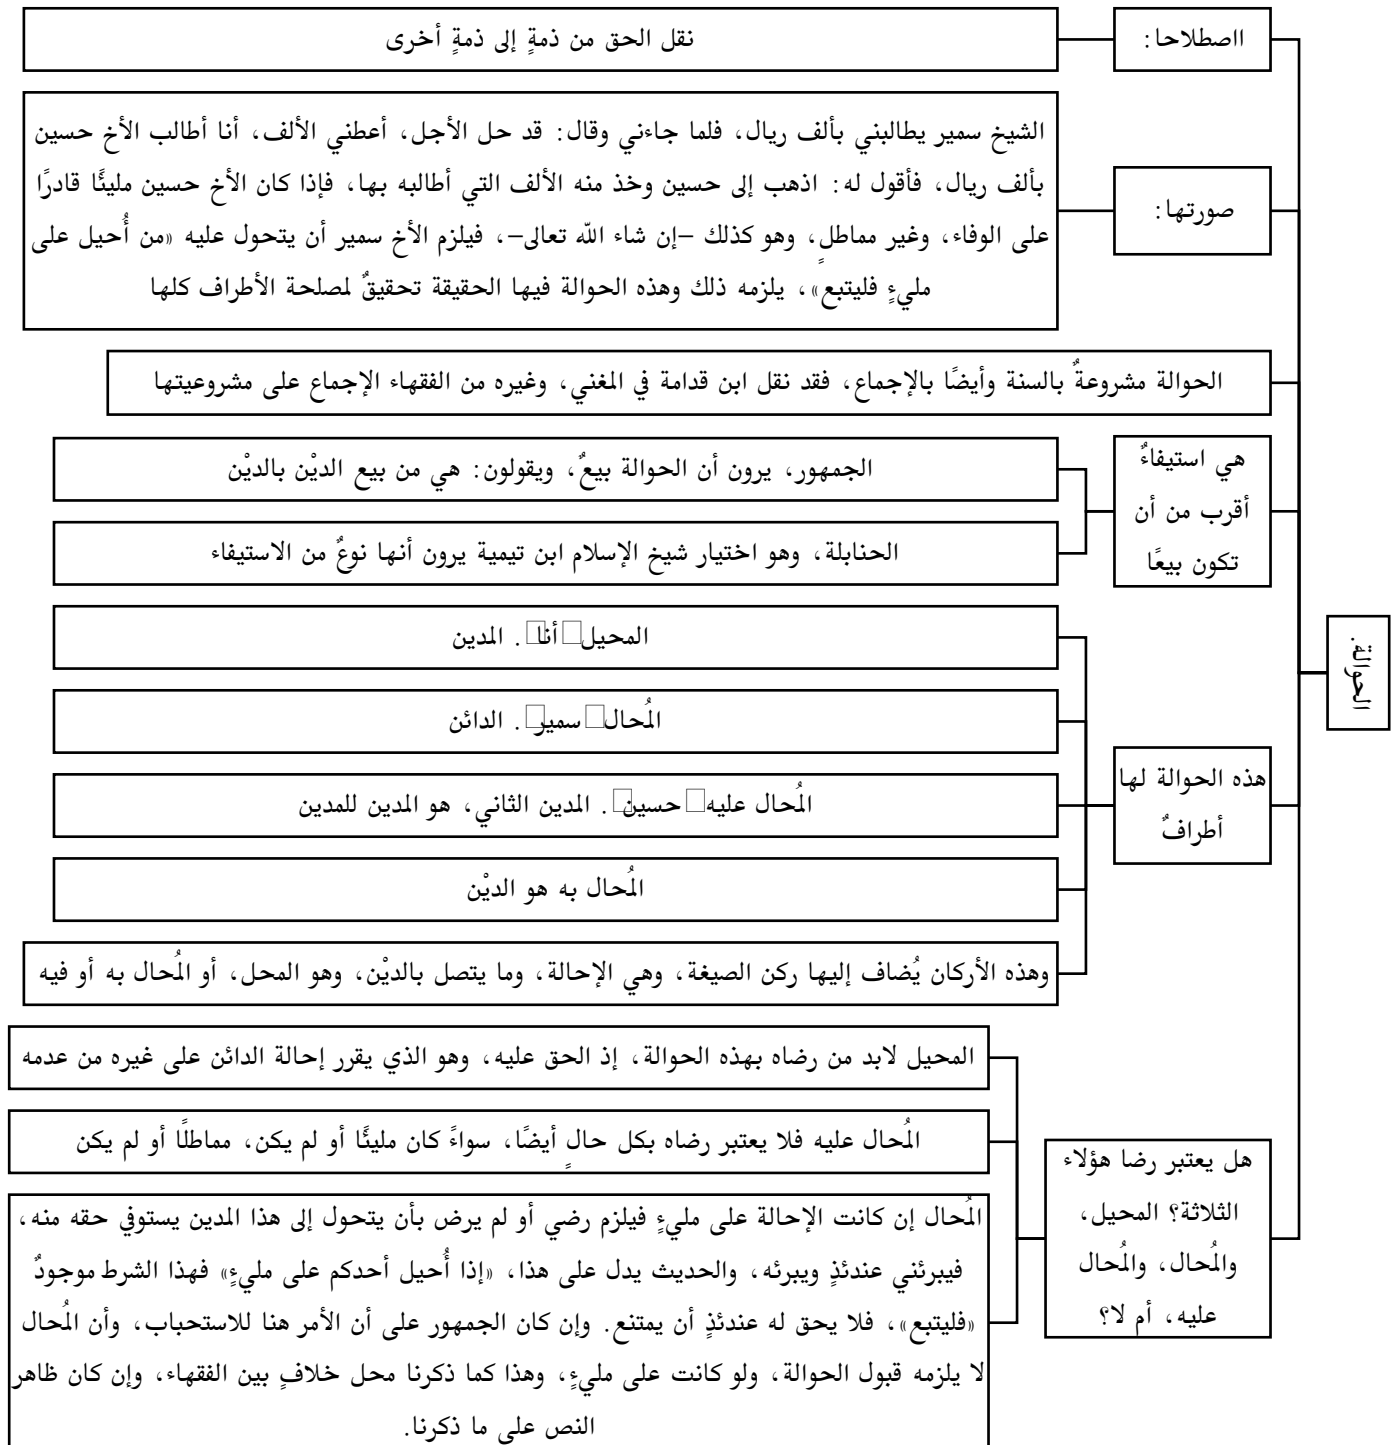 الحوالة.
ااصطلاحا:
نقل الحق من ذمةٍ إلى ذمةٍ أخرى
صورتها:
الشيخ سمير يطالبني بألف ريال، فلما جاءني وقال: قد حل الأجل، أعطني الألف، أنا أطالب الأخ حسين
بألف ريال، فأقول له: اذهب إلى حسين وخذ منه الألف التي أطالبه بها، فإذا كان الأخ حسين مليئًا قادرًا
على الوفاء، وغير مماطلٍ، وهو كذلك –إن شاء الله تعالى–، فيلزم الأخ سمير أن يتحول عليه «من أُحيل على
مليءٍ فليتبع»، يلزمه ذلك وهذه الحوالة فيها الحقيقة تحقيقٌ لمصلحة الأطراف كلها
الحوالة مشروعةٌ بالسنة وأيضًا بالإجماع، فقد نقل ابن قدامة في المغني، وغيره من الفقهاء الإجماع على مشروعيتها
هي استيفاءٌ
أقرب من أن
تكون بيعًا
الجمهور، يرون أن الحوالة بيعٌ، ويقولون: هي من بيع الديْن بالديْن
الحنابلة، وهو اختيار شيخ الإسلام ابن تيمية يرون أنها نوعٌ من الاستيفاء
هذه الحوالة لها
أطرافٌ
المحيل أنا. المدين
المُحال سمير. الدائن
المُحال عليه حسين. المدين الثاني، هو المدين للمدين
المُحال به هو الديْن
وهذه الأركان يُضاف إليها ركن الصيغة، وهي الإحالة، وما يتصل بالديْن، وهو المحل، أو المُحال به أو فيه
هل يعتبر رضا هؤلاء
الثلاثة؟ المحيل،
والمُحال، والمُحال
عليه، أم لا؟
المحيل لابد من رضاه بهذه الحوالة، إذ الحق عليه، وهو الذي يقرر إحالة الدائن على غيره من عدمه
المُحال عليه فلا يعتبر رضاه بكل حالٍ أيضًا، سواءً كان مليئًا أو لم يكن، مماطلًا أو لم يكن
المُحال إن كانت الإحالة على مليءٍ فيلزم رضي أو لم يرض بأن يتحول إلى هذا المدين يستوفي حقه منه،
فيبرئني عندئذٍ ويبرئه، والحديث يدل على هذا، «إذا أُحيل أحدكم على مليءٍ» فهذا الشرط موجودٌ
«فليتبع»، فلا يحق له عندئذٍ أن يمتنع. وإن كان الجمهور على أن الأمر هنا للاستحباب، وأن المُحال
لا يلزمه قبول الحوالة، ولو كانت على مليءٍ، وهذا كما ذكرنا محل خلافٍ بين الفقهاء، وإن كان ظاهر
النص على ما ذكرنا.